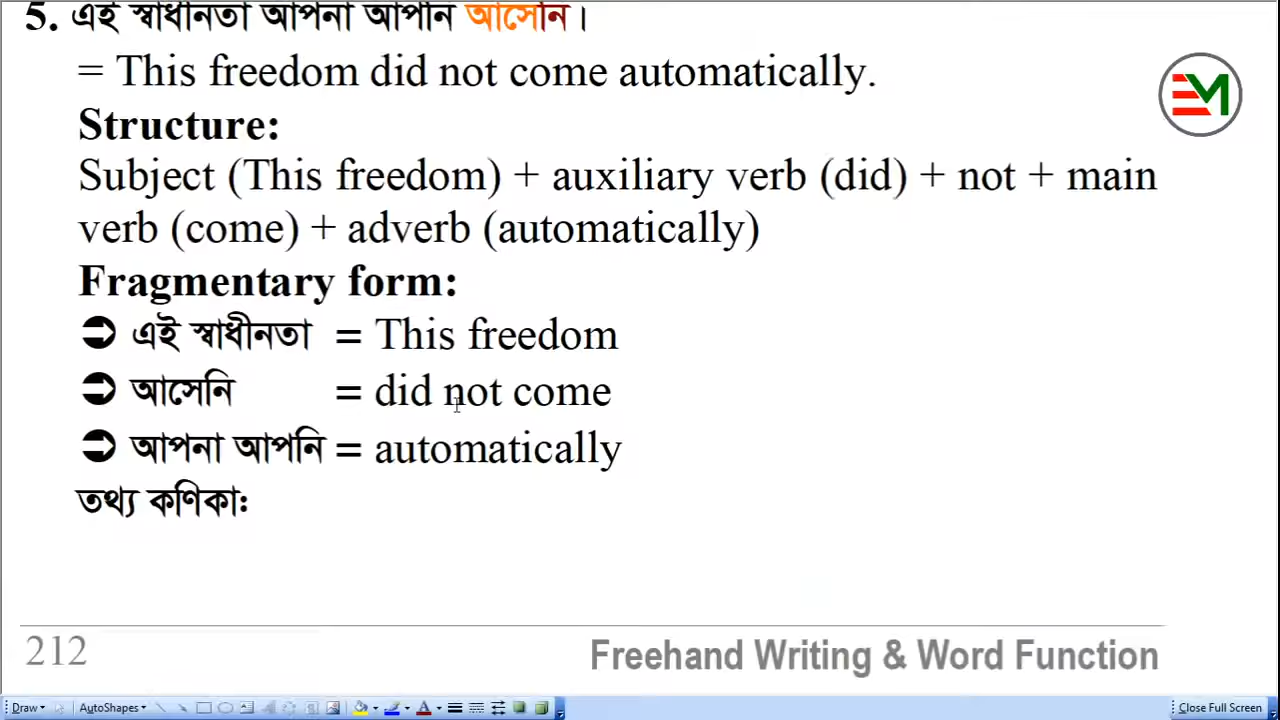 5. এই স্বাধীনতা আপনা আপনি আসেনি।
= This freedom did not come automatically.
Structure:
Subject (This freedom) + auxiliary verb (did) + not + main
verb (come) + adverb (automatically)
Fragmentary form:
➲ এই স্বাধীনতা = This freedom
➲ আসেনি = did not come
➲ আপনা আপনি = automatically
তথ্য কণিকাঃ
212 Freehand Writing & Word Function
Draw AutoShapes Close Full Screen
EM